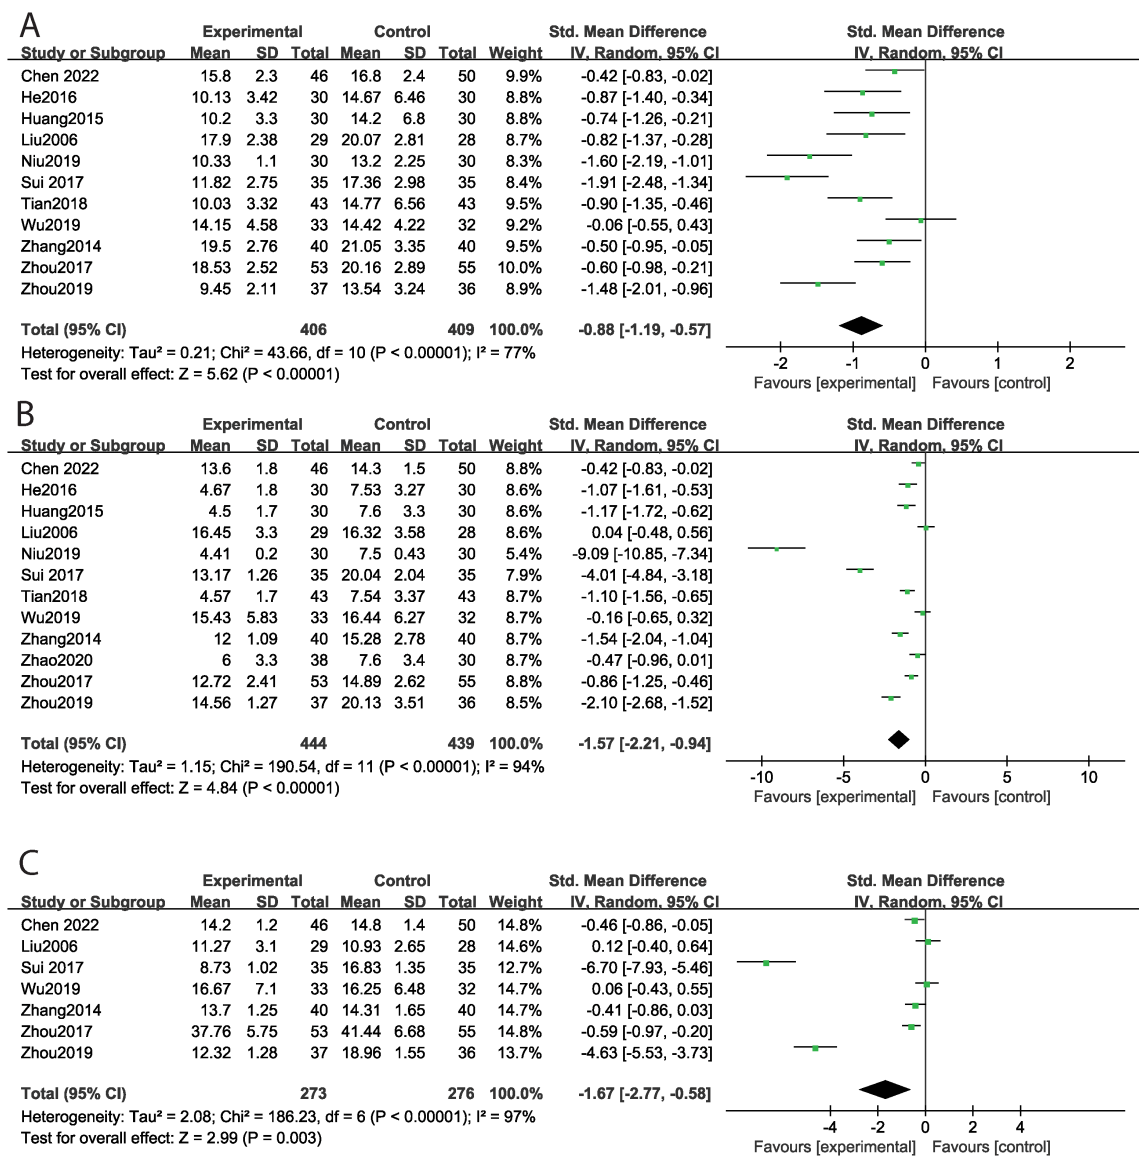 A
Experimental Control Std. Mean Difference Std. Mean Difference
Study or Subgroup Mean SD Total Mean SD Total Weight IV, Random, 95% CI IV, Random, 95% CI
Chen 2022 15.8 2.3 46 16.8 2.4 50 9.9% -0.42 [-0.83, -0.02]
He2016 10.13 3.42 30 14.67 6.46 30 8.8% -0.87 [-1.40, -0.34]
Huang2015 10.2 3.3 30 14.2 6.8 30 8.8% -0.74 [-1.26, -0.21]
Liu2006 17.9 2.38 29 20.07 2.81 28 8.7% -0.82 [-1.37, -0.28]
Niu2019 10.33 1.1 30 13.2 2.25 30 8.3% -1.60 [-2.19, -1.01]
Sui 2017 11.82 2.75 35 17.36 2.98 35 8.4% -1.91 [-2.48, -1.34]
Tian2018 10.03 3.32 43 14.77 6.56 43 9.5% -0.90 [-1.35, -0.46]
Wu2019 14.15 4.58 33 14.42 4.22 32 9.2% -0.06 [-0.55, 0.43]
Zhang2014 19.5 2.76 40 21.05 3.35 40 9.5% -0.50 [-0.95, -0.05]
Zhou2017 18.53 2.52 53 20.16 2.89 55 10.0% -0.60 [-0.98, -0.21]
Zhou2019 9.45 2.11 37 13.54 3.24 36 8.9% -1.48 [-2.01, -0.96]
Total (95% CI) 406 409 100.0% -0.88 [-1.19, -0.57]
Heterogeneity: Tau² = 0.21; Chi² = 43.66, df = 10 (P < 0.00001); I² = 77%
Test for overall effect: Z = 5.62 (P < 0.00001)
-2 -1 0 1 2
Favours [experimental] Favours [control]
B
Experimental Control Std. Mean Difference Std. Mean Difference
Study or Subgroup Mean SD Total Mean SD Total Weight IV, Random, 95% CI IV, Random, 95% CI
Chen 2022 13.6 1.8 46 14.3 1.5 50 8.8% -0.42 [-0.83, -0.02]
He2016 4.67 1.8 30 7.53 3.27 30 8.6% -1.07 [-1.61, -0.53]
Huang2015 4.5 1.7 30 7.6 3.3 30 8.6% -1.17 [-1.72, -0.62]
Liu2006 16.45 3.3 29 16.32 3.58 28 8.7% 0.04 [-0.48, 0.56]
Niu2019 4.41 0.2 30 7.5 0.43 30 5.4% -9.09 [-10.85, -7.34]
Sui 2017 13.17 1.26 35 20.04 2.04 35 7.9% -4.01 [-4.84, -3.18]
Tian2018 4.57 1.7 43 7.54 3.37 43 8.7% -1.10 [-1.56, -0.65]
Wu2019 15.43 5.83 33 16.44 6.27 32 8.7% -0.16 [-0.65, 0.32]
Zhang2014 12 1.09 40 15.28 2.78 40 8.7% -1.54 [-2.04, -1.04]
Zhao2020 6 3.3 38 7.6 3.4 30 8.7% -0.47 [-0.96, 0.01]
Zhou2017 12.72 2.41 53 14.89 2.62 55 8.8% -0.86 [-1.25, -0.46]
Zhou2019 14.56 1.27 37 20.13 3.51 36 8.5% -2.10 [-2.68, -1.52]
Total (95% CI) 444 439 100.0% -1.57 [-2.21, -0.94]
Heterogeneity: Tau² = 1.15; Chi² = 190.54, df = 11 (P < 0.00001); I² = 94%
Test for overall effect: Z = 4.84 (P < 0.00001)
-10 -5 0 5 10
Favours [experimental] Favours [control]
C
Experimental Control Std. Mean Difference Std. Mean Difference
Study or Subgroup Mean SD Total Mean SD Total Weight IV, Random, 95% CI IV, Random, 95% CI
Chen 2022 14.2 1.2 46 14.8 1.4 50 14.8% -0.46 [-0.86, -0.05]
Liu2006 11.27 3.1 29 10.93 2.65 28 14.6% 0.12 [-0.40, 0.64]
Sui 2017 8.73 1.02 35 16.83 1.35 35 12.7% -6.70 [-7.93, -5.46]
Wu2019 16.67 7.1 33 16.25 6.48 32 14.7% 0.06 [-0.43, 0.55]
Zhang2014 13.7 1.25 40 14.31 1.65 40 14.7% -0.41 [-0.86, 0.03]
Zhou2017 37.76 5.75 53 41.44 6.68 55 14.8% -0.59 [-0.97, -0.20]
Zhou2019 12.32 1.28 37 18.96 1.55 36 13.7% -4.63 [-5.53, -3.73]
Total (95% CI) 273 276 100.0% -1.67 [-2.77, -0.58]
Heterogeneity: Tau² = 2.08; Chi² = 186.23, df = 6 (P < 0.00001); I² = 97%
Test for overall effect: Z = 2.99 (P = 0.003)
-4 -2 0 2 4
Favours [experimental] Favours [control]